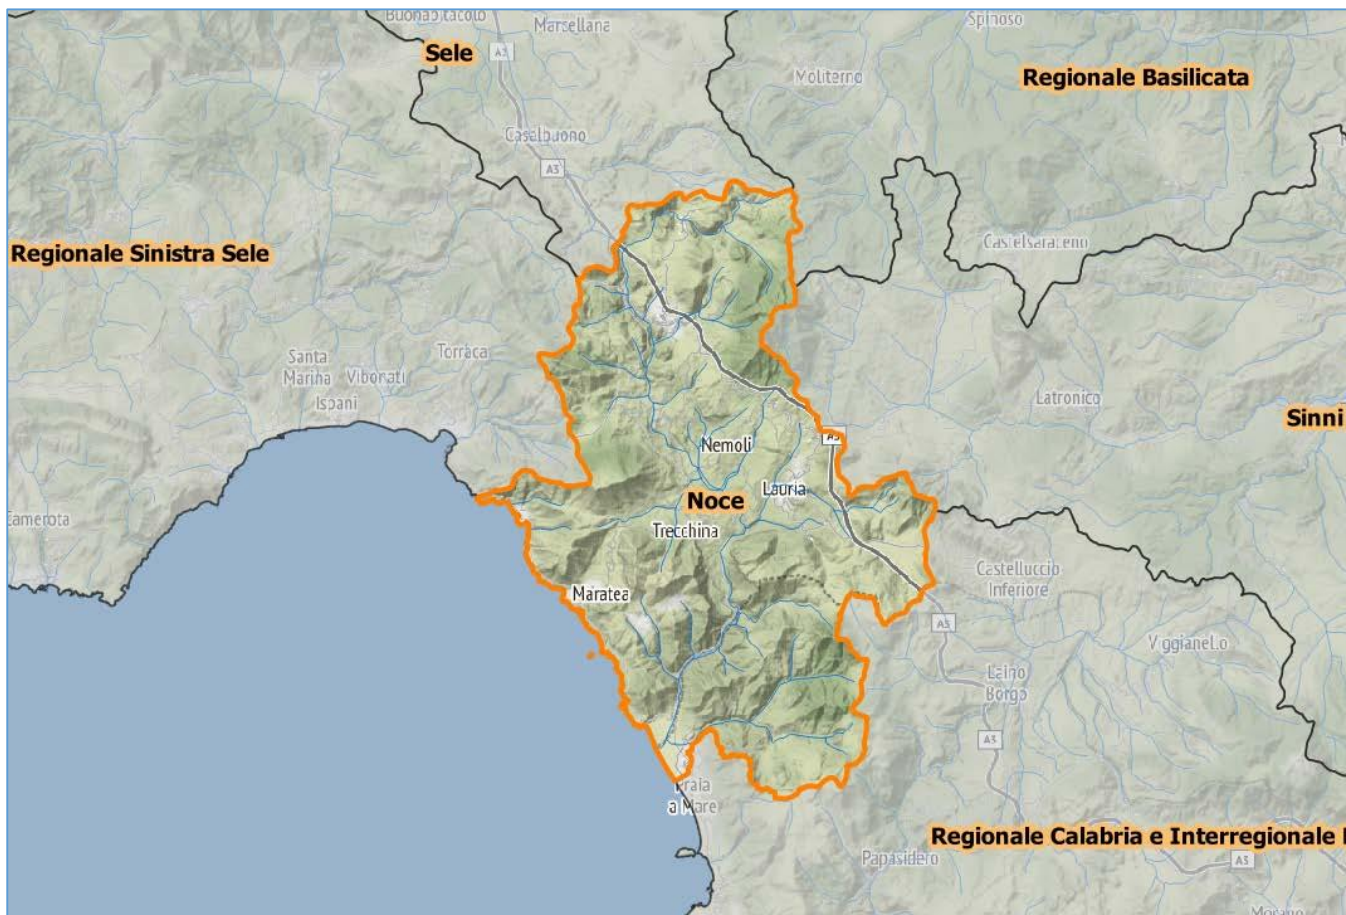 Buonabitacolo
Marsellana
Spinoso
A3
Sele
Moliterno
Regionale Basilicata
Casalbuono
A3
Castelsaraceno
Regionale Sinistra Sele
Torraca
Santa
Marina
Vibonati
Ispani
Latronico
Sinni
A3
Nemoli
Lauria
Noce
Camerota
Trecchina
Castelluccio
Inferiore
Maratea
A3
Viggianello
Laino
Borgo
A3
Praia
a Mare
Regionale Calabria e Interregionale
Papasidero
A3
Morano